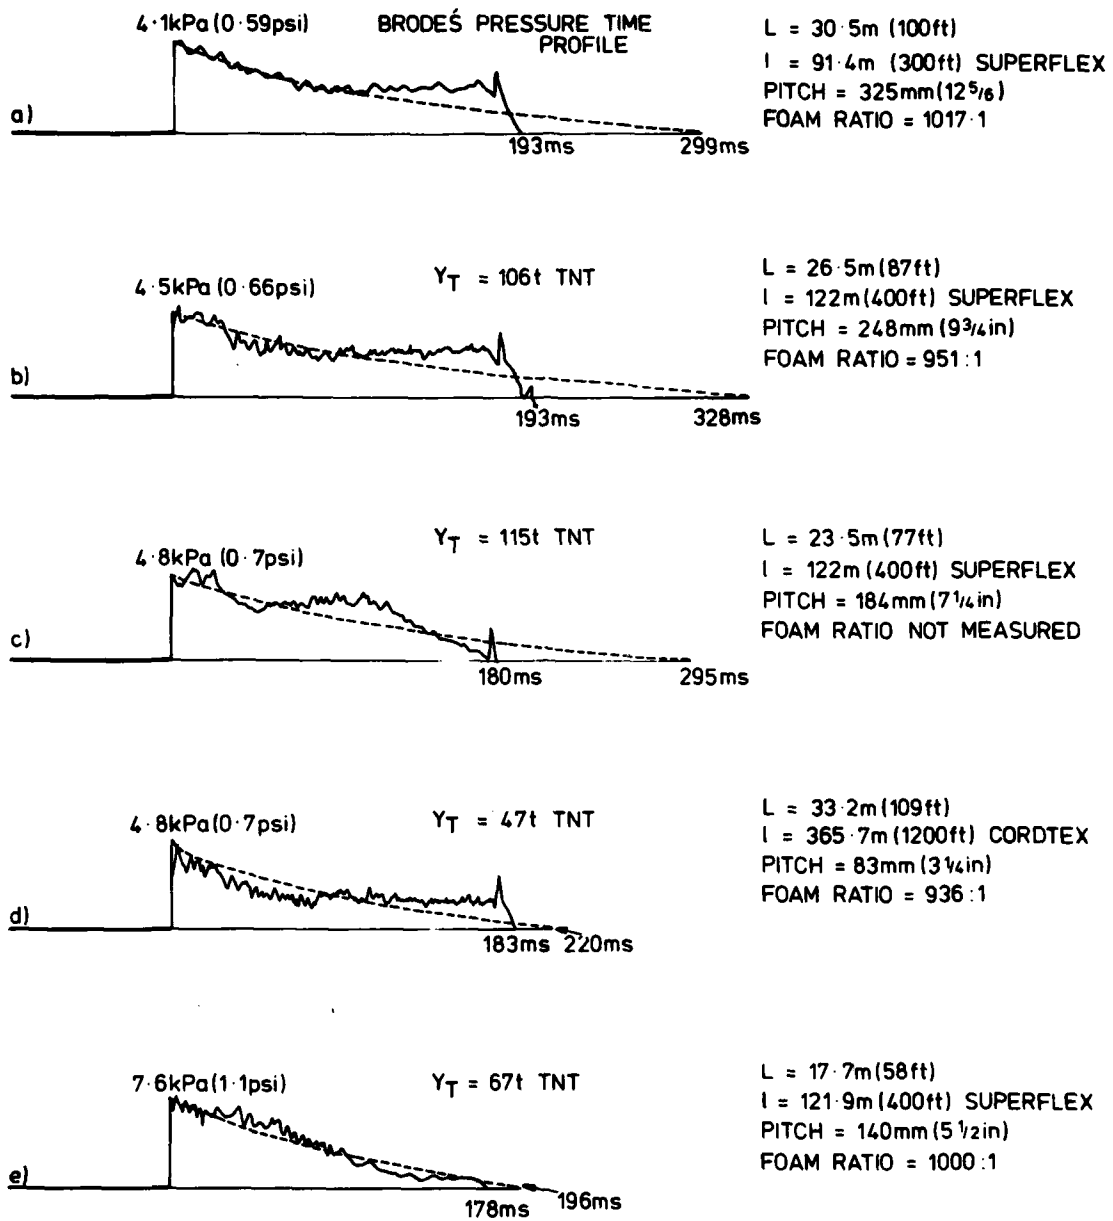 4·1kPa (0·59psi)
BRODEŚ PRESSURE TIME
PROFILE
L = 30·5m (100ft)
l = 91·4m (300ft) SUPERFLEX
PITCH = 325mm (12 5/6)
FOAM RATIO = 1017·1
a)
193ms
299ms
4·5kPa (0·66psi)
YT = 106t TNT
L = 26·5m (87ft)
l = 122m (400ft) SUPERFLEX
PITCH = 248mm (9 3/4in)
FOAM RATIO = 951:1
b)
193ms
328ms
4·8kPa (0·7psi)
YT = 115t TNT
L = 23·5m (77ft)
l = 122m (400ft) SUPERFLEX
PITCH = 184mm (7 1/4in)
FOAM RATIO NOT MEASURED
c)
180ms
295ms
4·8kPa (0·7psi)
YT = 47t TNT
L = 33·2m (109ft)
l = 365·7m (1200ft) CORDTEX
PITCH = 83mm (3 1/4in)
FOAM RATIO = 936:1
d)
183ms
220ms
7·6kPa (1·1psi)
YT = 67t TNT
L = 17·7m (58ft)
l = 121·9m (400ft) SUPERFLEX
PITCH = 140mm (5 1/2in)
FOAM RATIO = 1000:1
e)
178ms
196ms